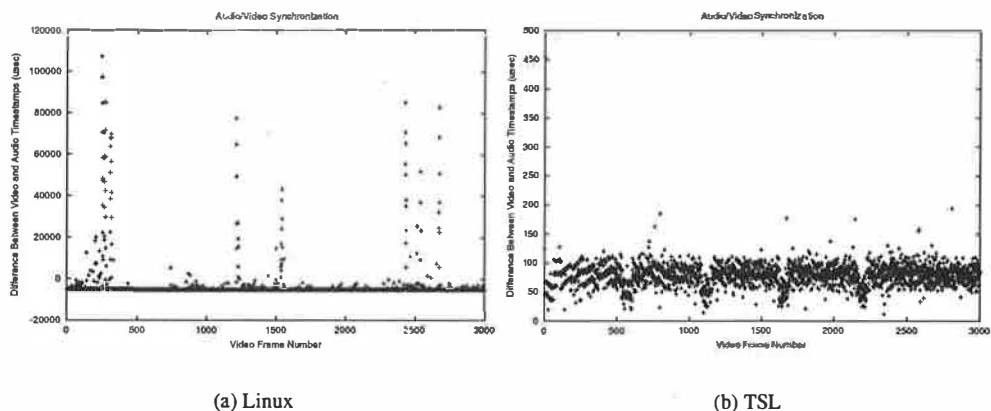 Audio/Video Synchronization
120000
100000
80000
60000
40000
20000
0
-20000
Difference Between Video and Audio Timestamps (usec)
0 500 1000 1500 2000 2500 3000
Video Frame Number
(a) Linux
Audio/Video Synchronization
500
450
400
350
300
250
200
150
100
50
0
Difference Between Video and Audio Timestamps (usec)
0 500 1000 1500 2000 2500 3000
Video Frame Number
(b) TSL